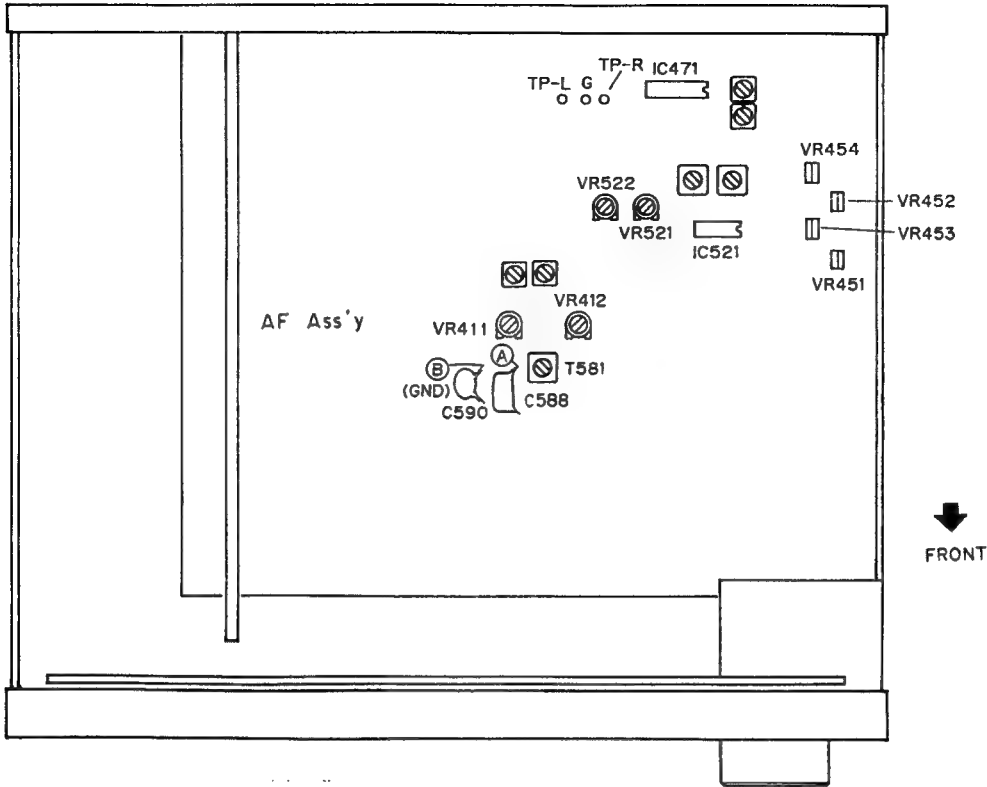 TP-R
IC471
TP-L G
VR454
VR522
VR452
VR521
VR453
IC521
VR451
VR412
AF Ass'y
VR411
A
B
T581
(GND)
C588
C590
FRONT